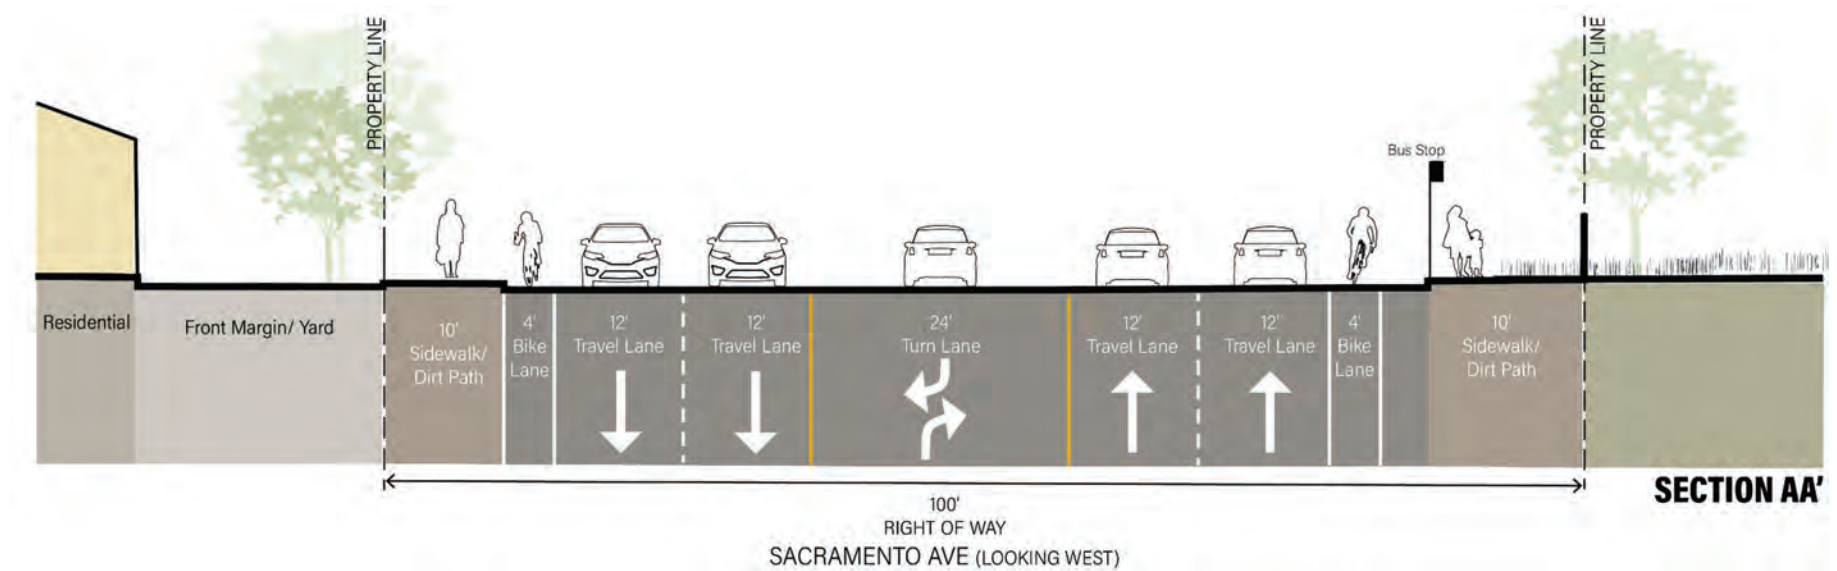 PROPERTY LINE
PROPERTY LINE
Bus Stop
Residential
Front Margin/ Yard
10'
Sidewalk/
Dirt Path
4'
Bike
Lane
12'
Travel Lane
12'
Travel Lane
24'
Turn Lane
12'
Travel Lane
12'
Travel Lane
4'
Bike
Lane
10'
Sidewalk/
Dirt Path
100'
RIGHT OF WAY
SACRAMENTO AVE (LOOKING WEST)
SECTION AA'